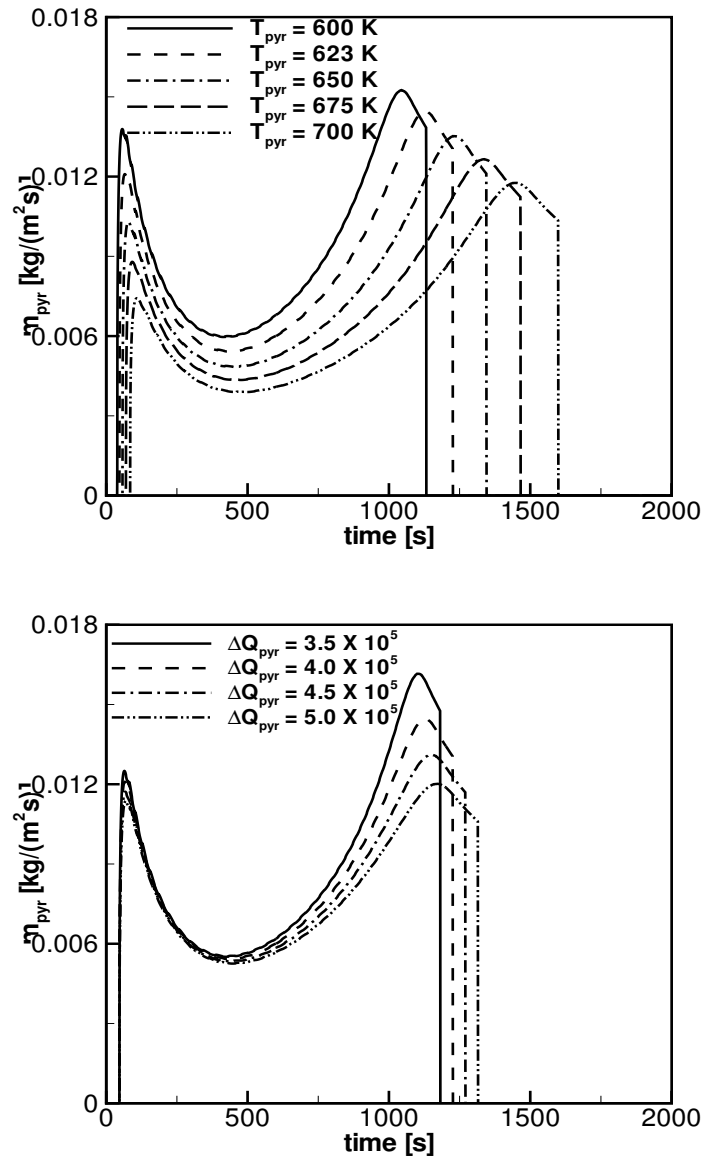 0.018
T_pyr = 600 K
T_pyr = 623 K
T_pyr = 650 K
T_pyr = 675 K
T_pyr = 700 K
0.012
0.006
0
m_pyr [kg/(m²s)]
0 500 1000 1500 2000
time [s]
0.018
ΔQ_pyr = 3.5 X 10⁵
ΔQ_pyr = 4.0 X 10⁵
ΔQ_pyr = 4.5 X 10⁵
ΔQ_pyr = 5.0 X 10⁵
0.012
0.006
0
m_pyr [kg/(m²s)]
0 500 1000 1500 2000
time [s]